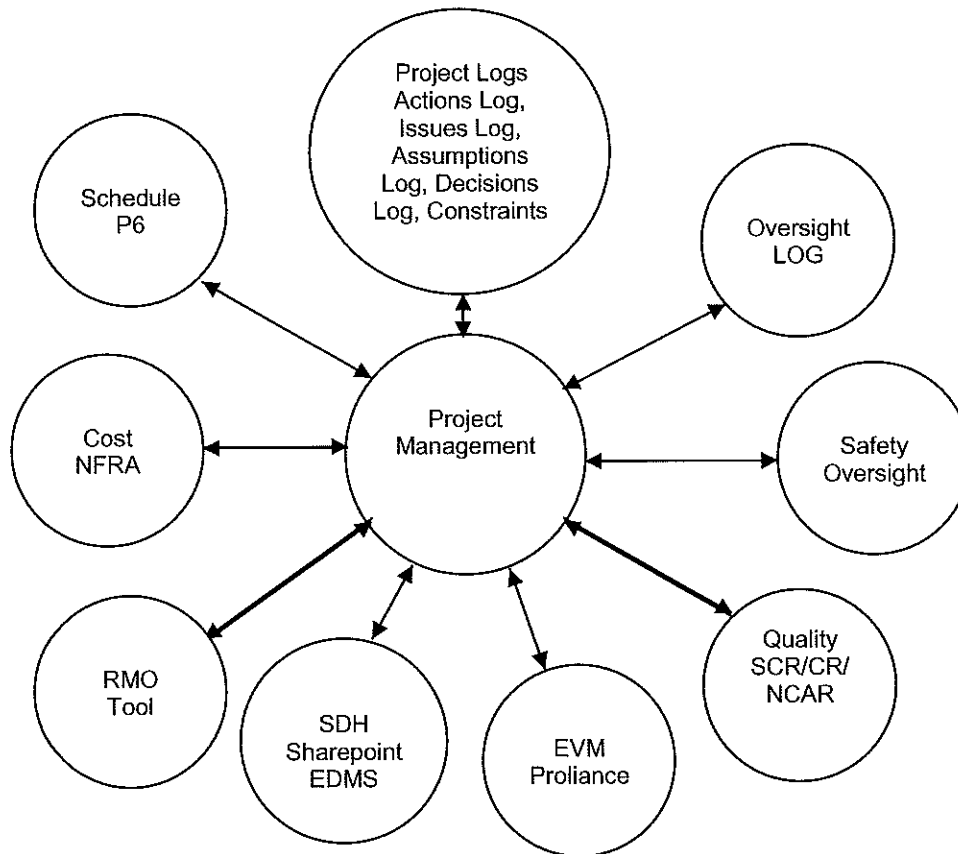 Project Logs
Actions Log,
Issues Log,
Assumptions
Log, Decisions
Log, Constraints
Schedule
P6
Oversight
LOG
Project
Management
Cost
NFRA
Safety
Oversight
RMO
Tool
SDH
Sharepoint
EDMS
EVM
Proliance
Quality
SCR/CR/
NCAR